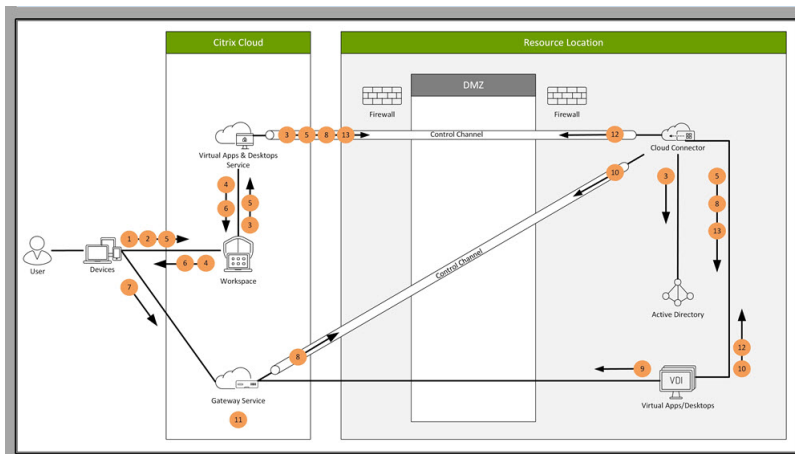 Citrix Cloud
Resource Location
DMZ
Firewall
Firewall
3 5 8 13
Control Channel
12
Virtual Apps & Desktops
Service
Cloud Connector
4
6
5
3
10
3
5
8
13
1 2 5
User
Devices
6 4
Workspace
Control Channel
7
Active Directory
8
12
10
9
VDI
Gateway Service
Virtual Apps/Desktops
11